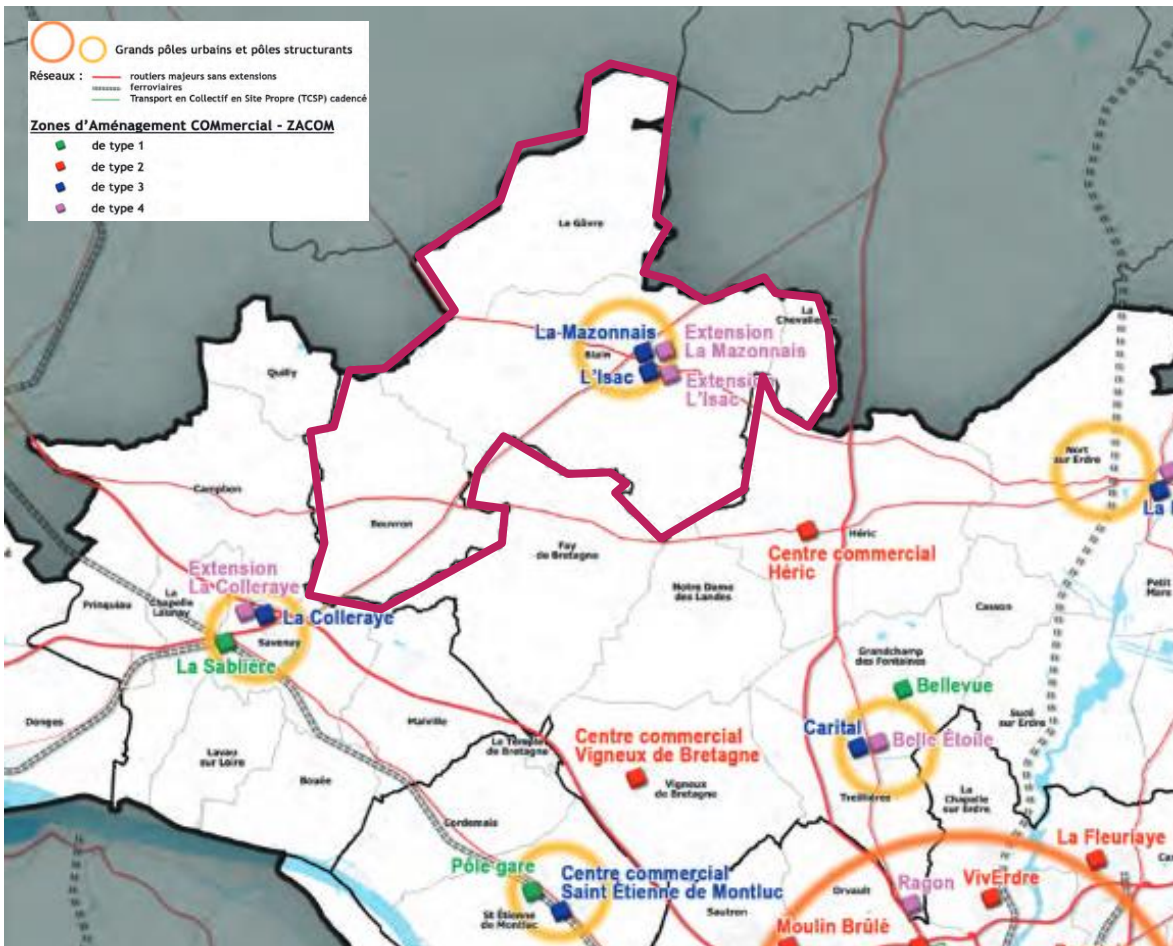 Grands pôles urbains et pôles structurants
Réseaux :
routiers majeurs sans extensions
ferroviaires
Transport en Collectif en Site Propre (TCSP) cadencé
Zones d'Aménagement COMmercial - ZACOM
de type 1
de type 2
de type 3
de type 4
Le Gâvre
La
Chevallerais
La Mazonnais
Extension
La Mazonnais
Blain
L'Isac
Extension
L'Isac
Quilly
Nort
sur Erdre
Campbon
Bouvron
Fay
de Bretagne
Centre commercial
Héric
Héric
Notre Dame
des Landes
Petit
Mars
Casson
Extension
La Colleraye
Prinquiau
La
Chapelle
Launay
La Colleraye
Savenay
La Sablière
Grandchamp
des Fontaines
Bellevue
Sucé
sur Erdre
Donges
Malville
Lavau
sur Loire
Bouée
Le Temple
de Bretagne
Centre commercial
Vigneux de Bretagne
Vigneux
de Bretagne
Carital
Belle Étoile
Treillières
La
Chapelle
sur Erdre
Cordemais
Pôle gare
Centre commercial
Saint Étienne de Montluc
St Étienne
de Montluc
Sautron
Orvault
Ragon
VivErdre
La Fleuriaye
Moulin Brûlé